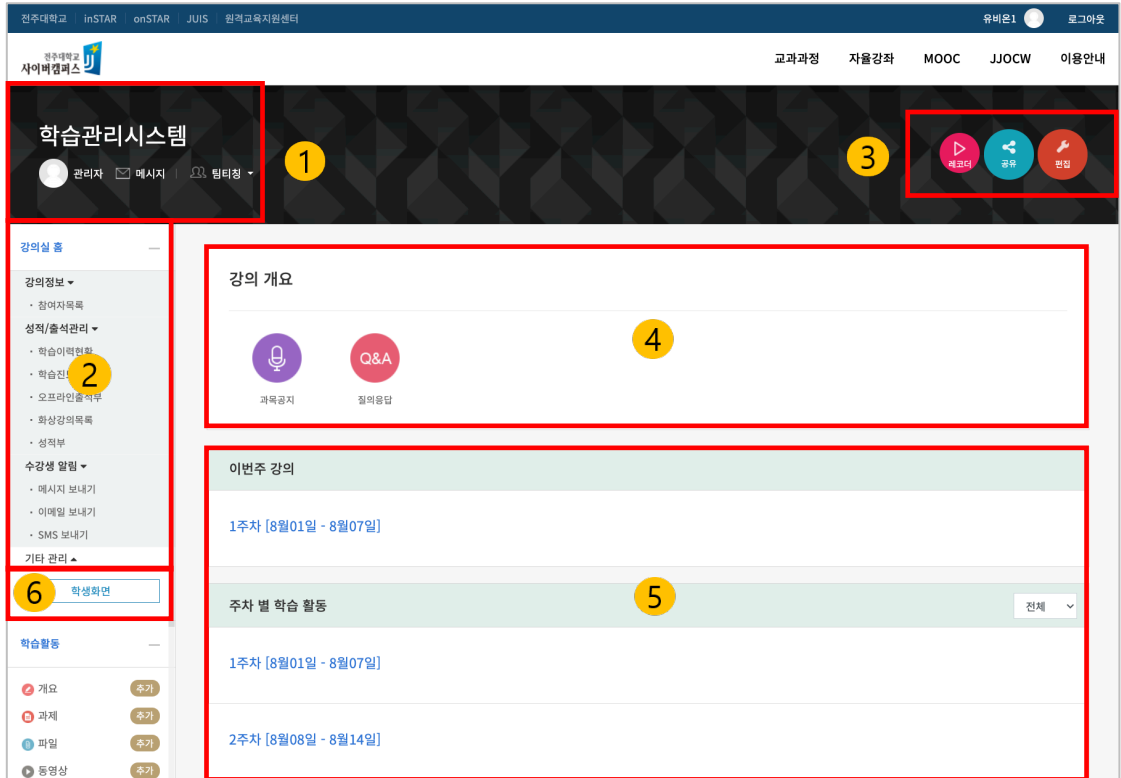 전주대학교 inSTAR onSTAR JUIS 원격교육지원센터
유비온1 로그아웃
전주대학교
사이버캠퍼스
교과과정 자율강좌 MOOC JJOCW 이용안내
학습관리시스템
관리자 메시지 팀티칭
1
3
레코더 공유 편집
강의실 홈
강의정보
참여자목록
성적/출석관리
학습이력현황
2
오프라인출석부
화상강의목록
성적부
수강생 알림
메시지 보내기
이메일 보내기
SMS 보내기
기타 관리
6
학생화면
학습활동
개요 추가
과제 추가
파일 추가
동영상 추가
강의 개요
4
Q&A
과목공지 질의응답
이번주 강의
1주차 [8월01일 - 8월07일]
5
주차 별 학습 활동 전체
1주차 [8월01일 - 8월07일]
2주차 [8월08일 - 8월14일]